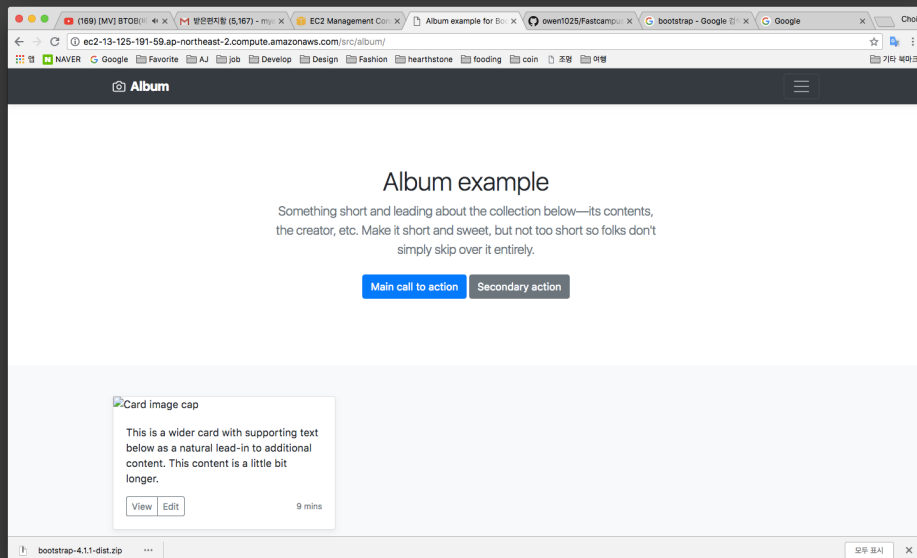 (169) [MV] BTOB(비
받은편지함 (5,167) - mya
EC2 Management Con
Album example for Boo
owen1025/Fastcampus
bootstrap - Google 검색
Google
Choi
ec2-13-125-191-59.ap-northeast-2.compute.amazonaws.com/src/album/
앱 NAVER Google Favorite AJ job Develop Design Fashion hearthstone fooding coin 조명 여행 기타 북마크
Album
Album example
Something short and leading about the collection below—its contents,
the creator, etc. Make it short and sweet, but not too short so folks don't
simply skip over it entirely.
Main call to action Secondary action
Card image cap
This is a wider card with supporting text
below as a natural lead-in to additional
content. This content is a little bit
longer.
View Edit 9 mins
bootstrap-4.1.1-dist.zip 모두 표시